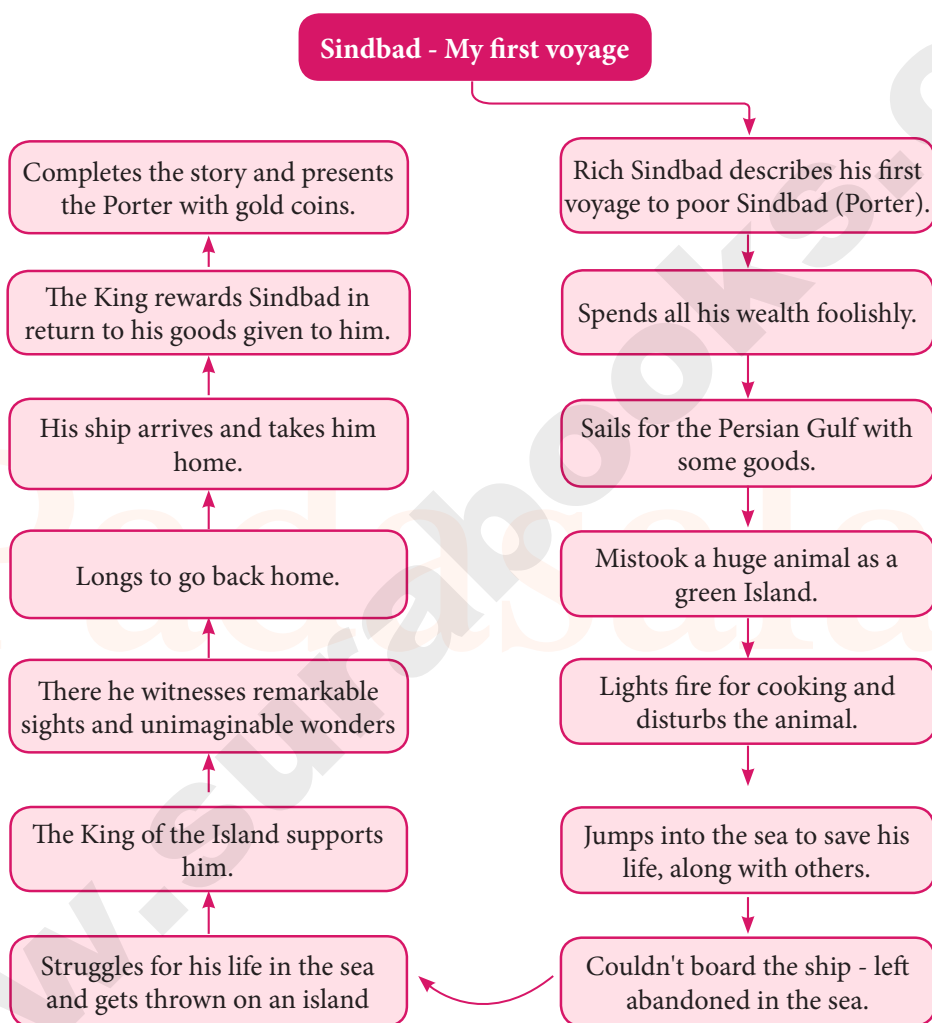 Sindbad - My first voyage
Rich Sindbad describes his first
voyage to poor Sindbad (Porter).
Spends all his wealth foolishly.
Sails for the Persian Gulf with
some goods.
Mistook a huge animal as a
green Island.
Lights fire for cooking and
disturbs the animal.
Jumps into the sea to save his
life, along with others.
Couldn't board the ship - left
abandoned in the sea.
Struggles for his life in the sea
and gets thrown on an island
The King of the Island supports
him.
There he witnesses remarkable
sights and unimaginable wonders
Longs to go back home.
His ship arrives and takes him
home.
The King rewards Sindbad in
return to his goods given to him.
Completes the story and presents
the Porter with gold coins.
w.surabooks.c
Padasala